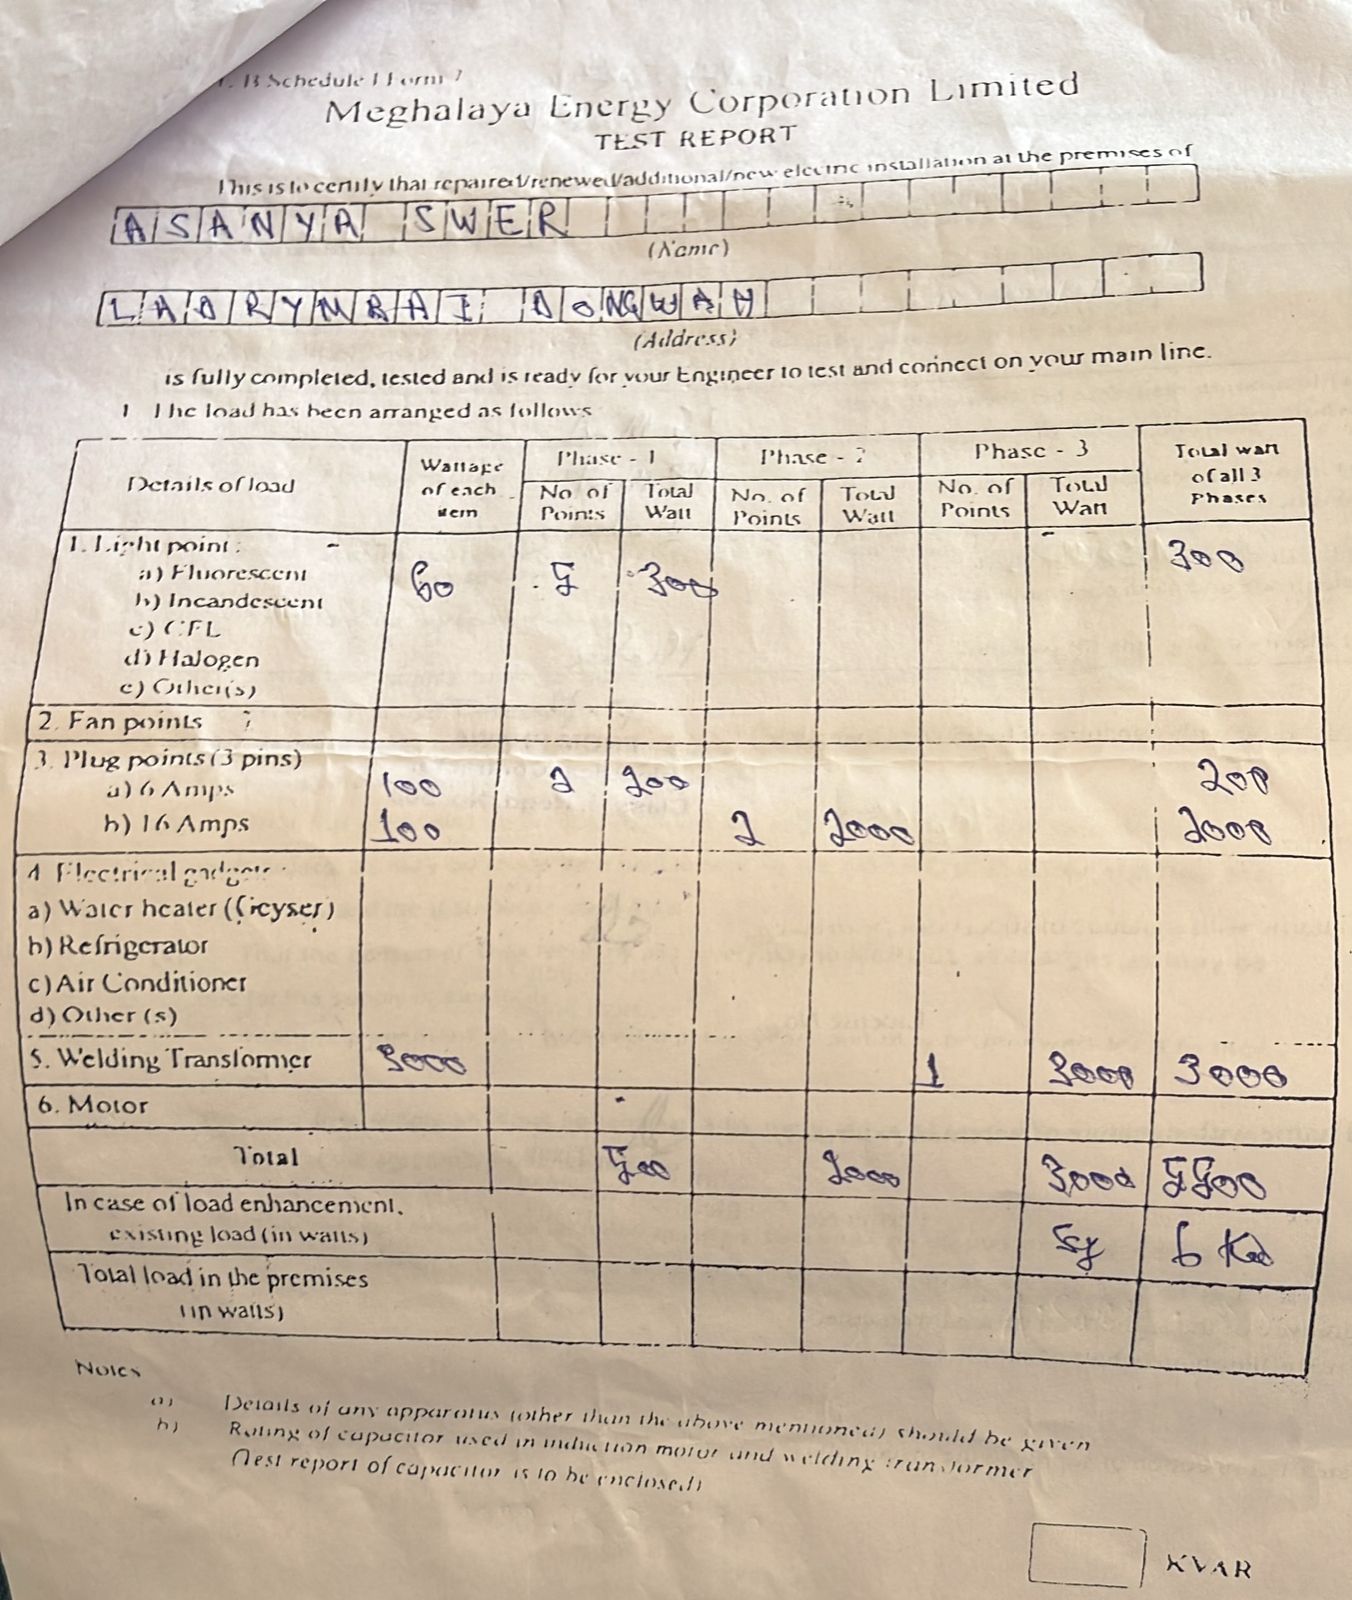 B Schedule I Form 7
Meghalaya Energy Corporation Limited
TEST REPORT
This is to certify that repaired/renewed/additional/new electric installation at the premises of
ASANYA SWER
(Name)
LADRYMBAI DONGWAH
(Address)
is fully completed, tested and is ready for your Engineer to test and connect on your main line.
1 The load has been arranged as follows
Details of load Wattage of each item Phase - 1 Phase - 2 Phase - 3 Total watt of all 3 Phases
No. of Points Total Watt No. of Points Total Watt No. of Points Total Watt
1. Light point: 300
a) Fluorescent 60 5 300
b) Incandescent
c) CFL
d) Halogen
e) Other(s)
2. Fan points
3. Plug points (3 pins)
a) 6 Amps 100 2 200 200
b) 16 Amps 100 2 2000 2000
4 Electrical gadgets
a) Water heater (Geyser)
b) Refrigerator
c) Air Conditioner
d) Other (s)
5. Welding Transformer 3000 1 3000 3000
6. Motor
Total 500 2000 3000 5500
In case of load enhancement,
existing load (in watts) 6
Total load in the premises
(in watts)
Notes
a) Details of any apparatus (other than the above mentioned) should be given
b) Rating of capacitor used in induction motor and welding transformer
(Test report of capacitor is to be enclosed)
KVAR